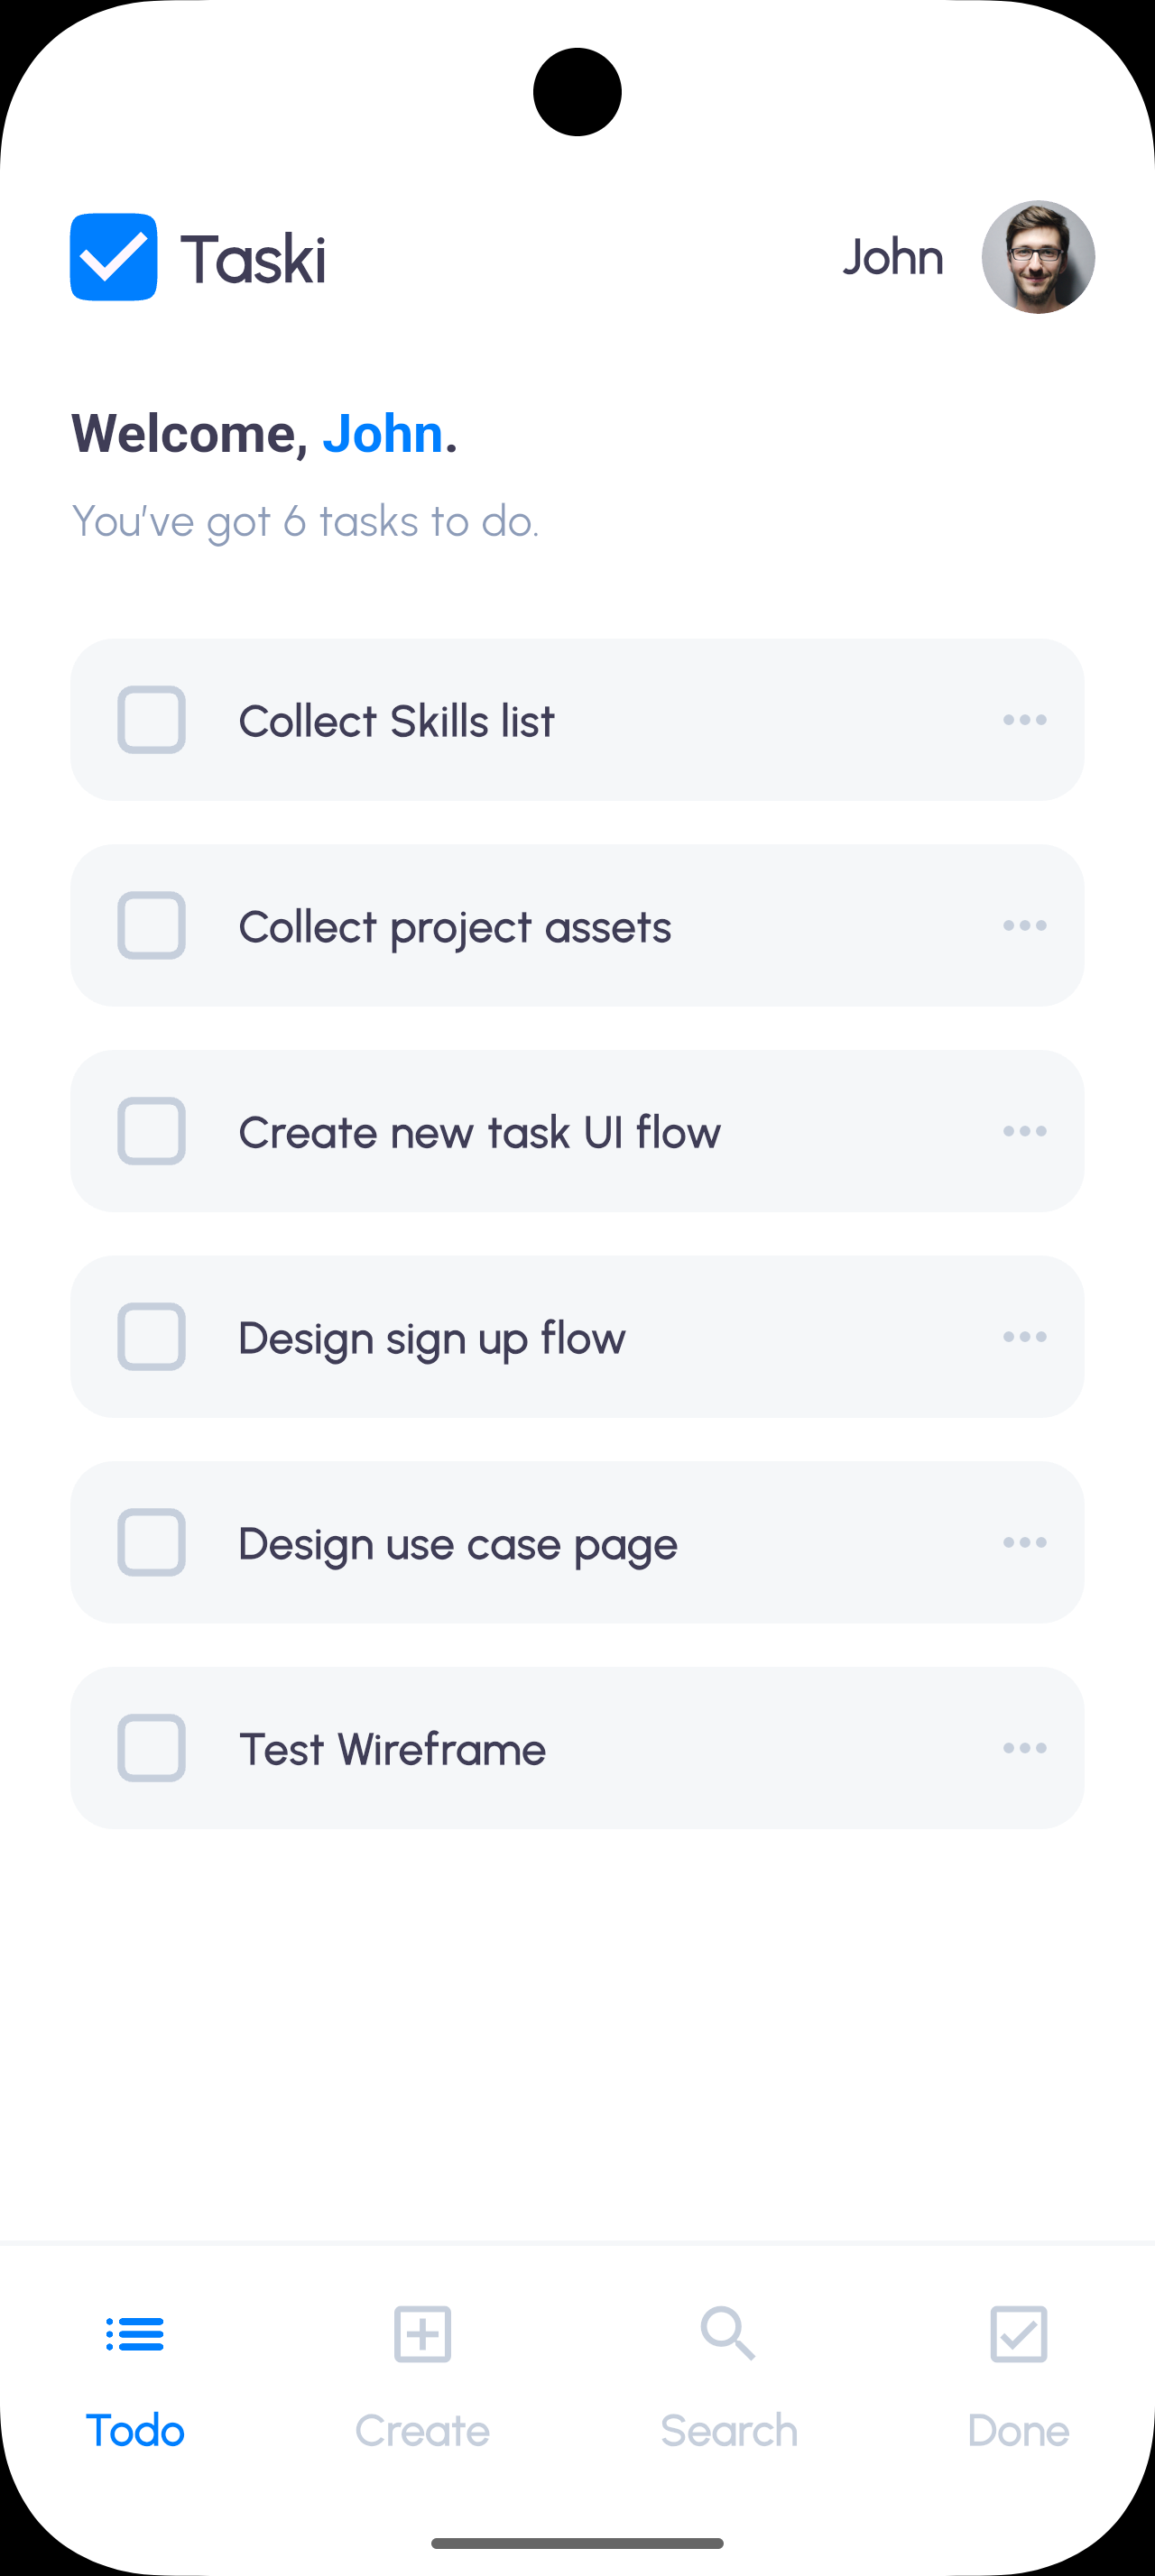 Taski
John
Welcome, John.
You've got 6 tasks to do.
Collect Skills list
Collect project assets
Create new task UI flow
Design sign up flow
Design use case page
Test Wireframe
Todo
Create
Search
Done